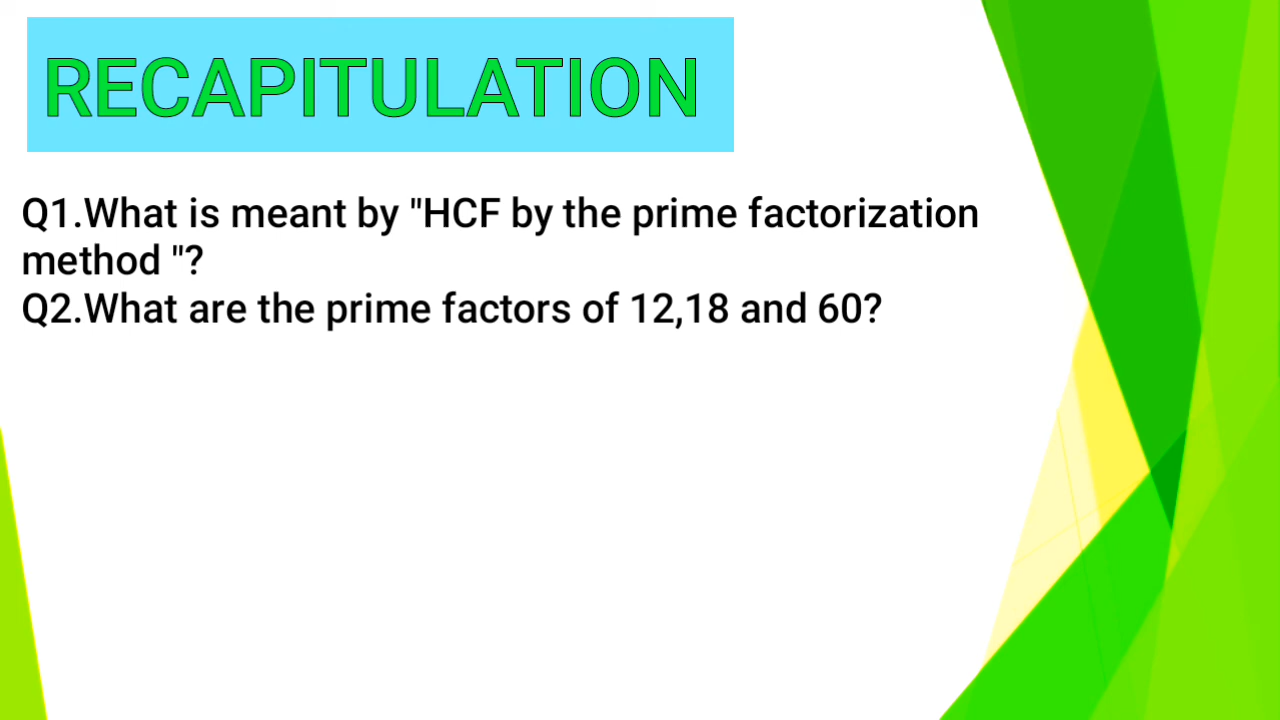 RECAPITULATION
Q1.What is meant by "HCF by the prime factorization
method "?
Q2.What are the prime factors of 12,18 and 60?